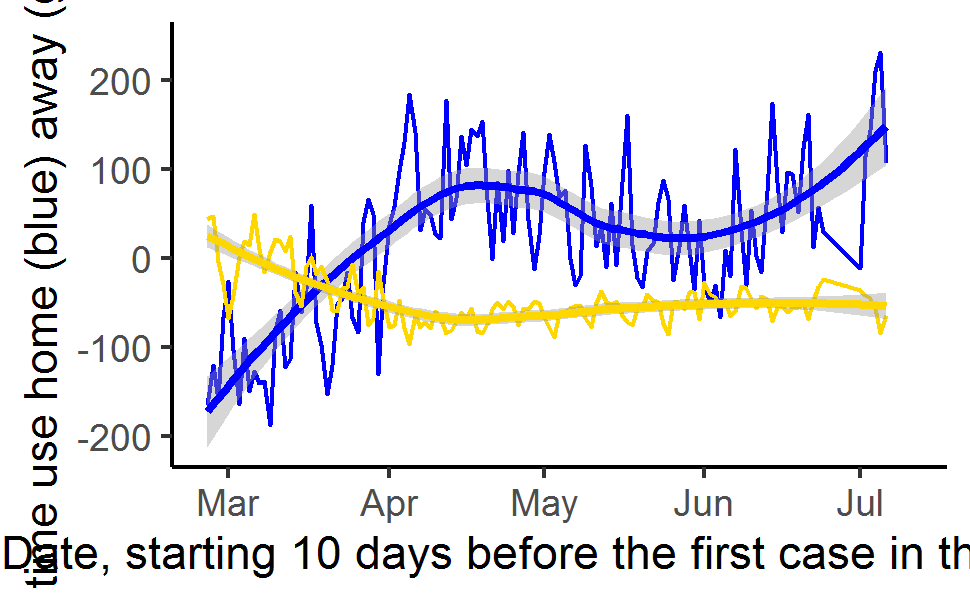 time use home (blue) away (
200
100
0
-100
-200
Mar Apr May Jun Jul
Date, starting 10 days before the first case in th